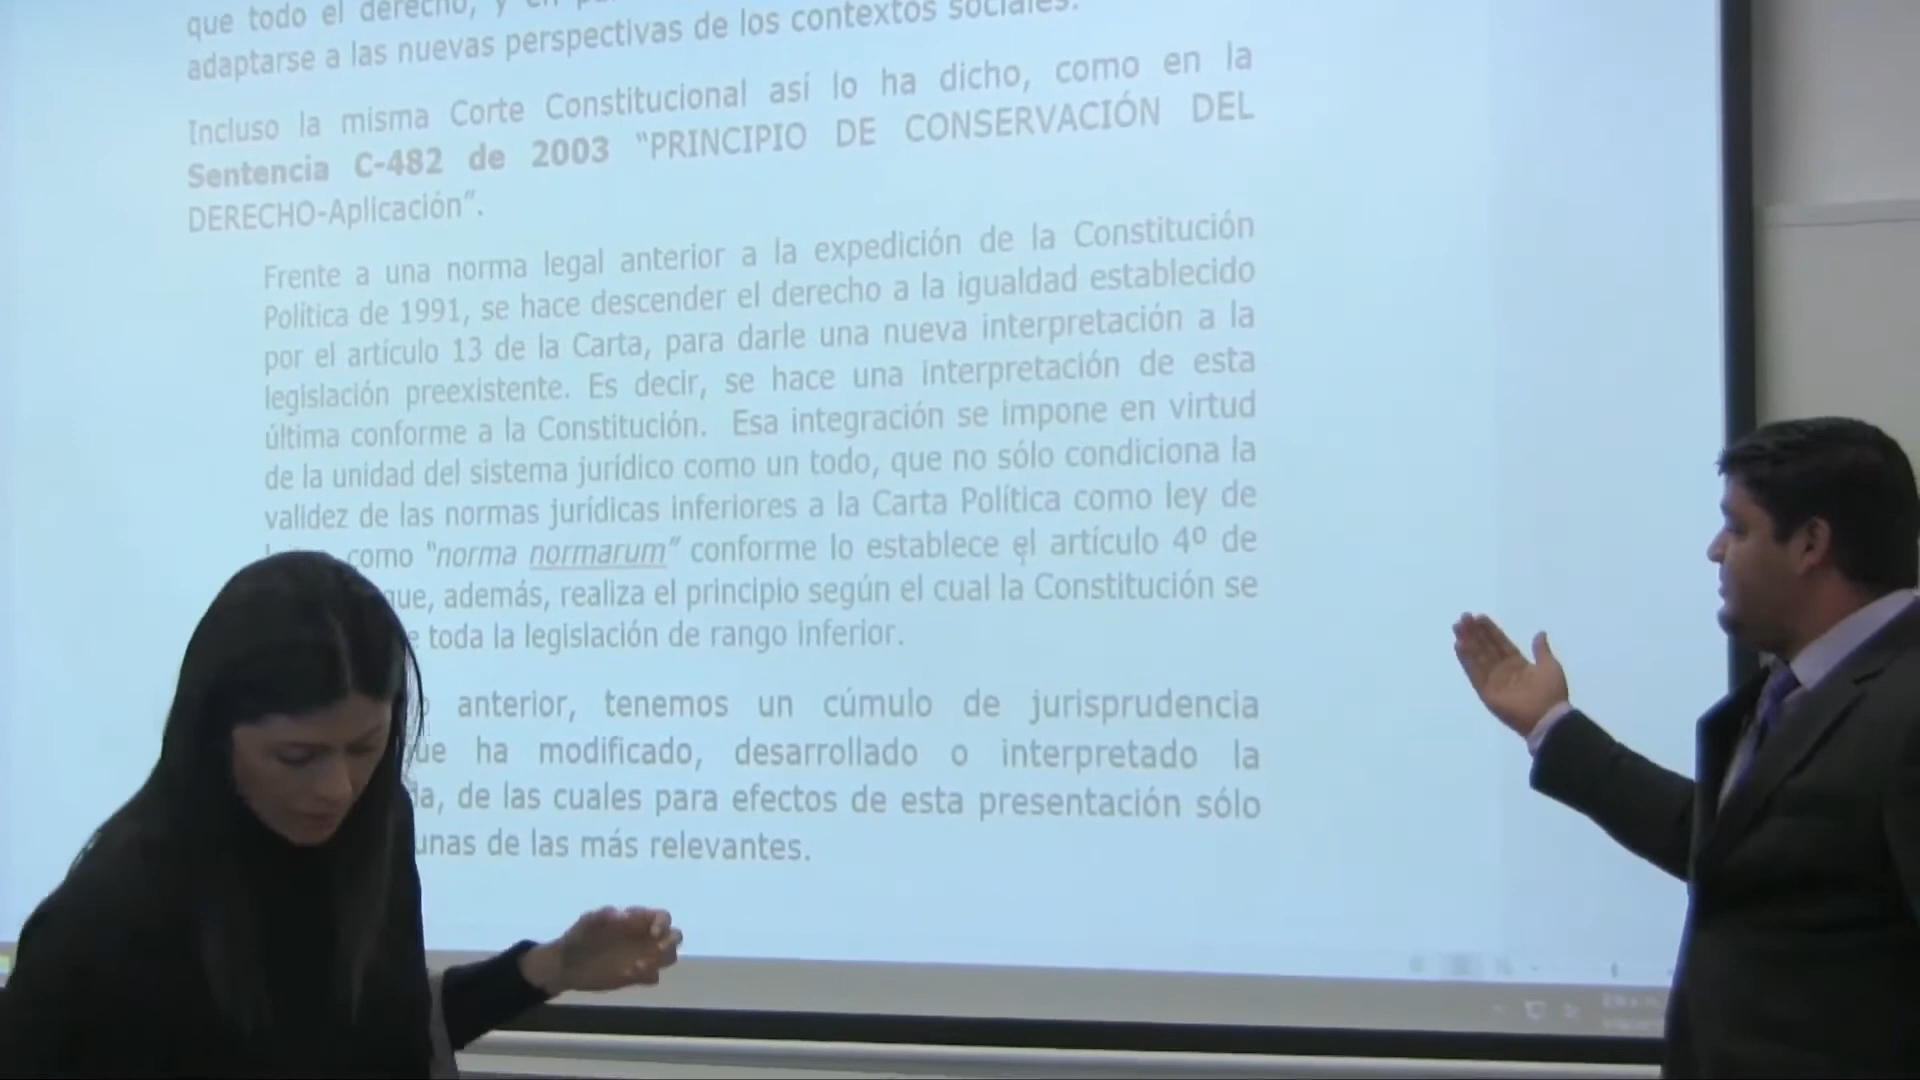 que todo el derecho, y en
adaptarse a las nuevas perspectivas de los contextos sociales.
Incluso la misma Corte Constitucional así lo ha dicho, como en la
Sentencia C-482 de 2003 “PRINCIPIO DE CONSERVACIÓN DEL
DERECHO-Aplicación”.
Frente a una norma legal anterior a la expedición de la Constitución
Política de 1991, se hace descender el derecho a la igualdad establecido
por el artículo 13 de la Carta, para darle una nueva interpretación a la
legislación preexistente. Es decir, se hace una interpretación de esta
última conforme a la Constitución. Esa integración se impone en virtud
de la unidad del sistema jurídico como un todo, que no sólo condiciona la
validez de las normas jurídicas inferiores a la Carta Política como ley de
como “norma normarum” conforme lo establece el artículo 4º de
que, además, realiza el principio según el cual la Constitución se
toda la legislación de rango inferior.
anterior, tenemos un cúmulo de jurisprudencia
ha modificado, desarrollado o interpretado la
de las cuales para efectos de esta presentación sólo
unas de las más relevantes.